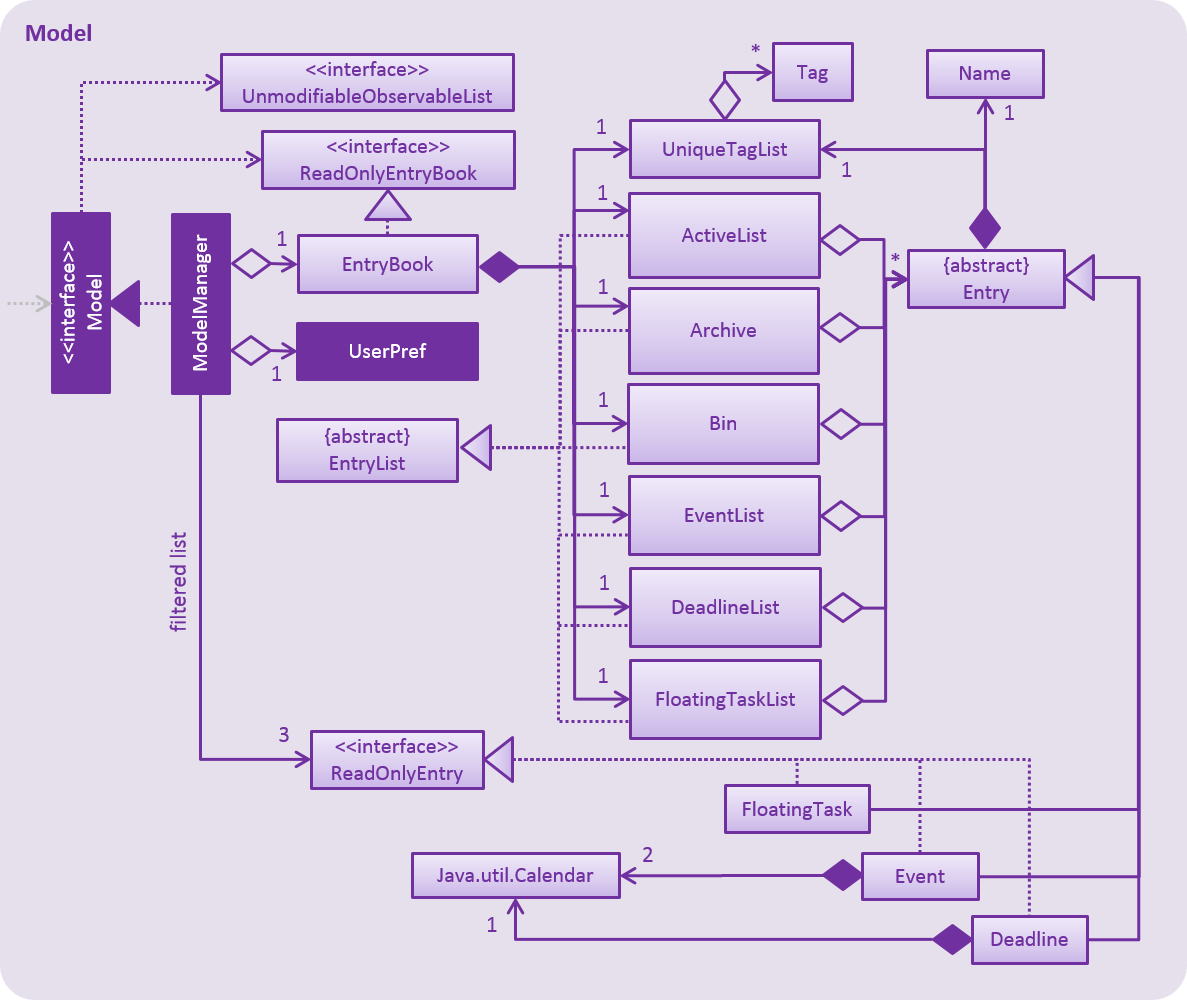 Model
<<interface>>
UnmodifiableObservableList
<<interface>>
ReadOnlyEntryBook
<<interface>>
Model
ModelManager
1
EntryBook
1
UserPref
{abstract}
EntryList
filtered list
3
<<interface>>
ReadOnlyEntry
*
Tag
Name
1
1
UniqueTagList
1
1
ActiveList
*
{abstract}
Entry
1
Archive
1
Bin
1
EventList
1
DeadlineList
1
FloatingTaskList
FloatingTask
2
Java.util.Calendar
Event
1
Deadline